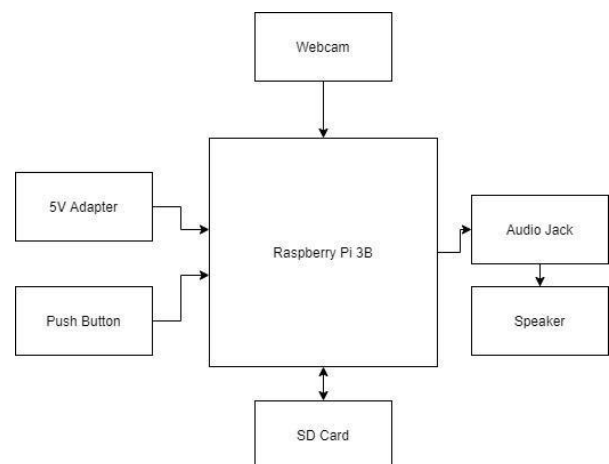 Webcam
5V Adapter
Raspberry Pi 3B
Audio Jack
Push Button
Speaker
SD Card